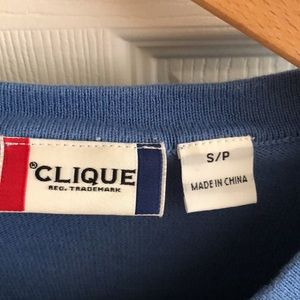 ®CLIQUE
REG. TRADEMARK
S/P
MADE IN CHINA